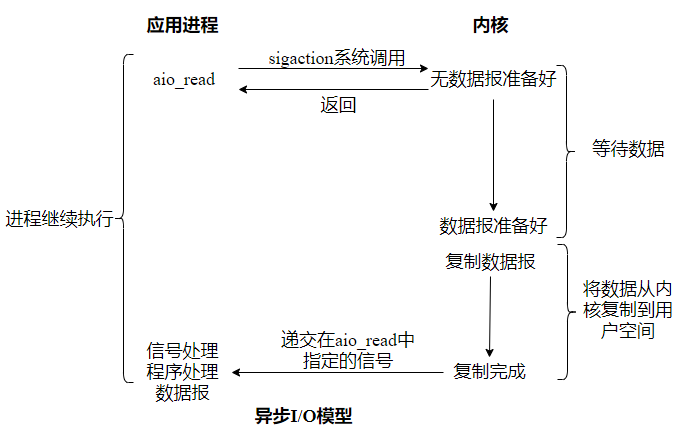 应用进程
内核
sigaction系统调用
aio_read
无数据报准备好
返回
等待数据
进程继续执行
数据报准备好
复制数据报
将数据从内
核复制到用
户空间
递交在aio_read中
指定的信号
信号处理
程序处理
数据报
复制完成
异步I/O模型